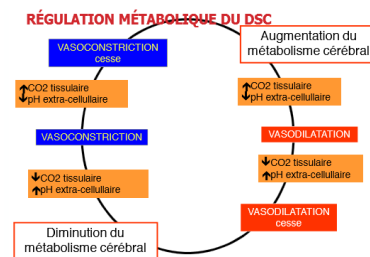 RÉGULATION MÉTABOLIQUE DU DSC
Augmentation du
métabolisme cérébral
VASOCONSTRICTION
cesse
↑CO2 tissulaire
↓pH extra-cellulaire
↑CO2 tissulaire
↓pH extra-cellulaire
VASOCONSTRICTION
VASODILATATION
↓CO2 tissulaire
↑pH extra-cellulaire
↓CO2 tissulaire
↑pH extra-cellulaire
VASODILATATION
cesse
Diminution du
métabolisme cérébral